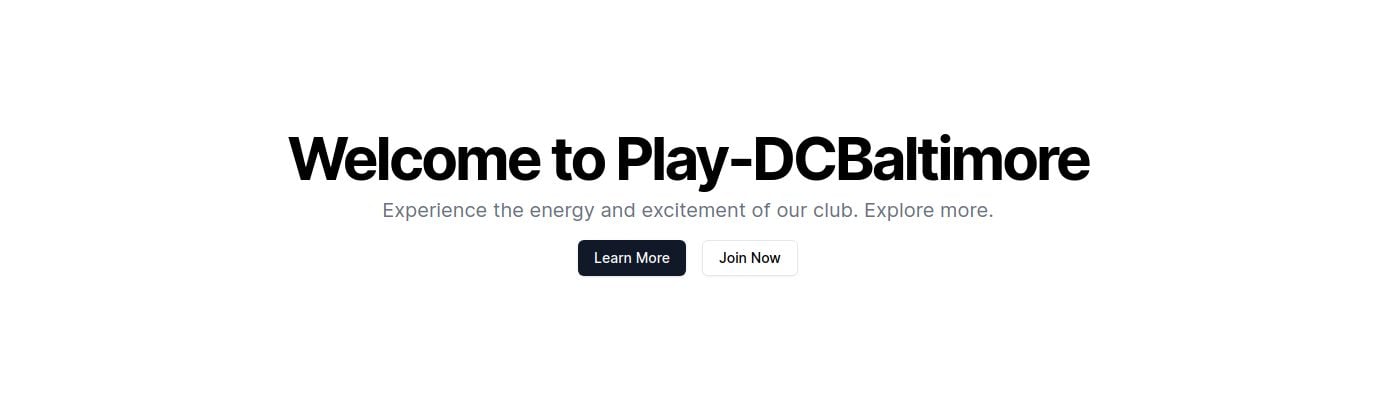 Welcome to Play-DCBaltimore
Experience the energy and excitement of our club. Explore more.
Learn More
Join Now